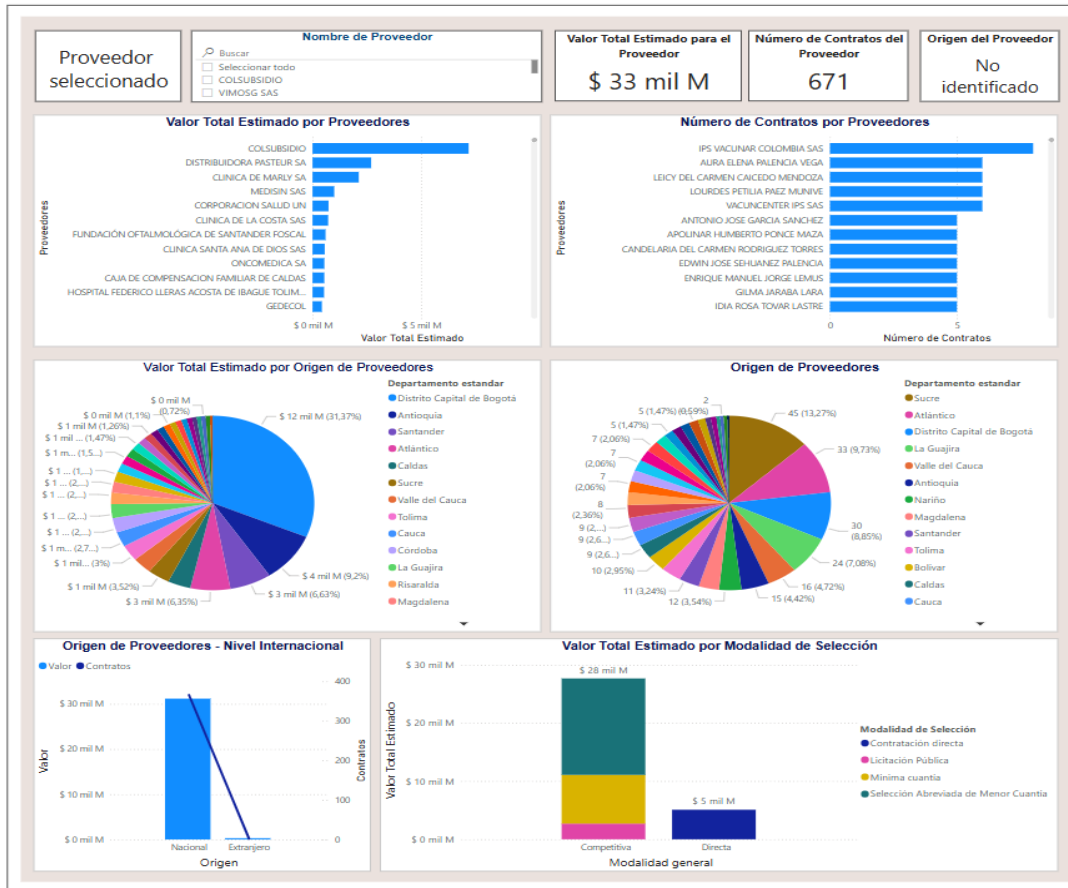 Proveedor
seleccionado
Nombre de Proveedor
Buscar
Seleccionar todo
COLSUBSIDIO
VIMOSG SAS
Valor Total Estimado para el
Proveedor
$ 33 mil M
Número de Contratos del
Proveedor
671
Origen del Proveedor
No
identificado
Valor Total Estimado por Proveedores
Proveedores
COLSUBSIDIO
DISTRIBUIDORA PASTEUR SA
CLINICA DE MARLY SA
MEDISIN SAS
CORPORACION SALUD UN
CLINICA DE LA COSTA SAS
FUNDACIÓN OFTALMOLÓGICA DE SANTANDER FOSCAL
CLINICA SANTA ANA DE DIOS SAS
ONCOMEDICA SA
CAJA DE COMPENSACION FAMILIAR DE CALDAS
HOSPITAL FEDERICO LLERAS ACOSTA DE IBAGUE TOLIM...
GEDECOL
$ 0 mil M
$ 5 mil M
Valor Total Estimado
Número de Contratos por Proveedores
Proveedores
IPS VACUNAR COLOMBIA SAS
AURA ELENA PALENCIA VEGA
LEICY DEL CARMEN CAICEDO MENDOZA
LOURDES PETILIA PAEZ MUNIVE
VACUNCENTER IPS SAS
ANTONIO JOSE GARCIA SANCHEZ
APOLINAR HUMBERTO PONCE MAZA
CANDELARIA DEL CARMEN RODRIGUEZ TORRES
EDWIN JOSE SEHUANEZ PALENCIA
ENRIQUE MANUEL JORGE LEMUS
GILMA JARABA LARA
IDIA ROSA TOVAR LASTRE
0
5
Número de Contratos
Valor Total Estimado por Origen de Proveedores
$ 12 mil M (31,37%)
$ 4 mil M (9,2%)
$ 3 mil M (6,63%)
$ 3 mil M (6,35%)
$ 1 mil M (3,52%)
$ 1 mil... (3%)
$ 1 m... (2,7...)
$ 1 ... (2,...)
$ 1 ... (2,...)
$ 1 ... (2,...)
$ 1 ... (2,...)
$ 1 ... (1,...)
$ 1 m... (1,5...)
$ 1 mil ... (1,47%)
$ 1 mil M (1,26%)
$ 0 mil M (1,1%)
$ 0 mil M
(0,72%)
Departamento estandar
Distrito Capital de Bogotá
Antioquia
Santander
Atlántico
Caldas
Sucre
Valle del Cauca
Tolima
Cauca
Córdoba
La Guajira
Risaralda
Magdalena
Origen de Proveedores
45 (13,27%)
33 (9,73%)
30
(8,85%)
24 (7,08%)
16 (4,72%)
15 (4,42%)
12 (3,54%)
11 (3,24%)
10 (2,95%)
9 (2,6...)
9 (2,6...)
9 (2,...)
8
(2,36%)
7
(2,06%)
7
(2,06%)
7 (2,06%)
5 (1,47%)
5 (1,47%)
2
(0,59%)
Departamento estandar
Sucre
Atlántico
Distrito Capital de Bogotá
La Guajira
Valle del Cauca
Antioquia
Nariño
Magdalena
Santander
Tolima
Bolívar
Caldas
Cauca
Origen de Proveedores - Nivel Internacional
Valor
Contratos
$ 30 mil M
$ 20 mil M
$ 10 mil M
$ 0 mil M
Valor
400
300
200
100
0
Contratos
Nacional
Extranjero
Origen
Valor Total Estimado por Modalidad de Selección
Valor Total Estimado
$ 30 mil M
$ 20 mil M
$ 10 mil M
$ 0 mil M
$ 28 mil M
$ 5 mil M
Competitiva
Directa
Modalidad general
Modalidad de Selección
Contratación directa
Licitación Pública
Mínima cuantía
Selección Abreviada de Menor Cuantía